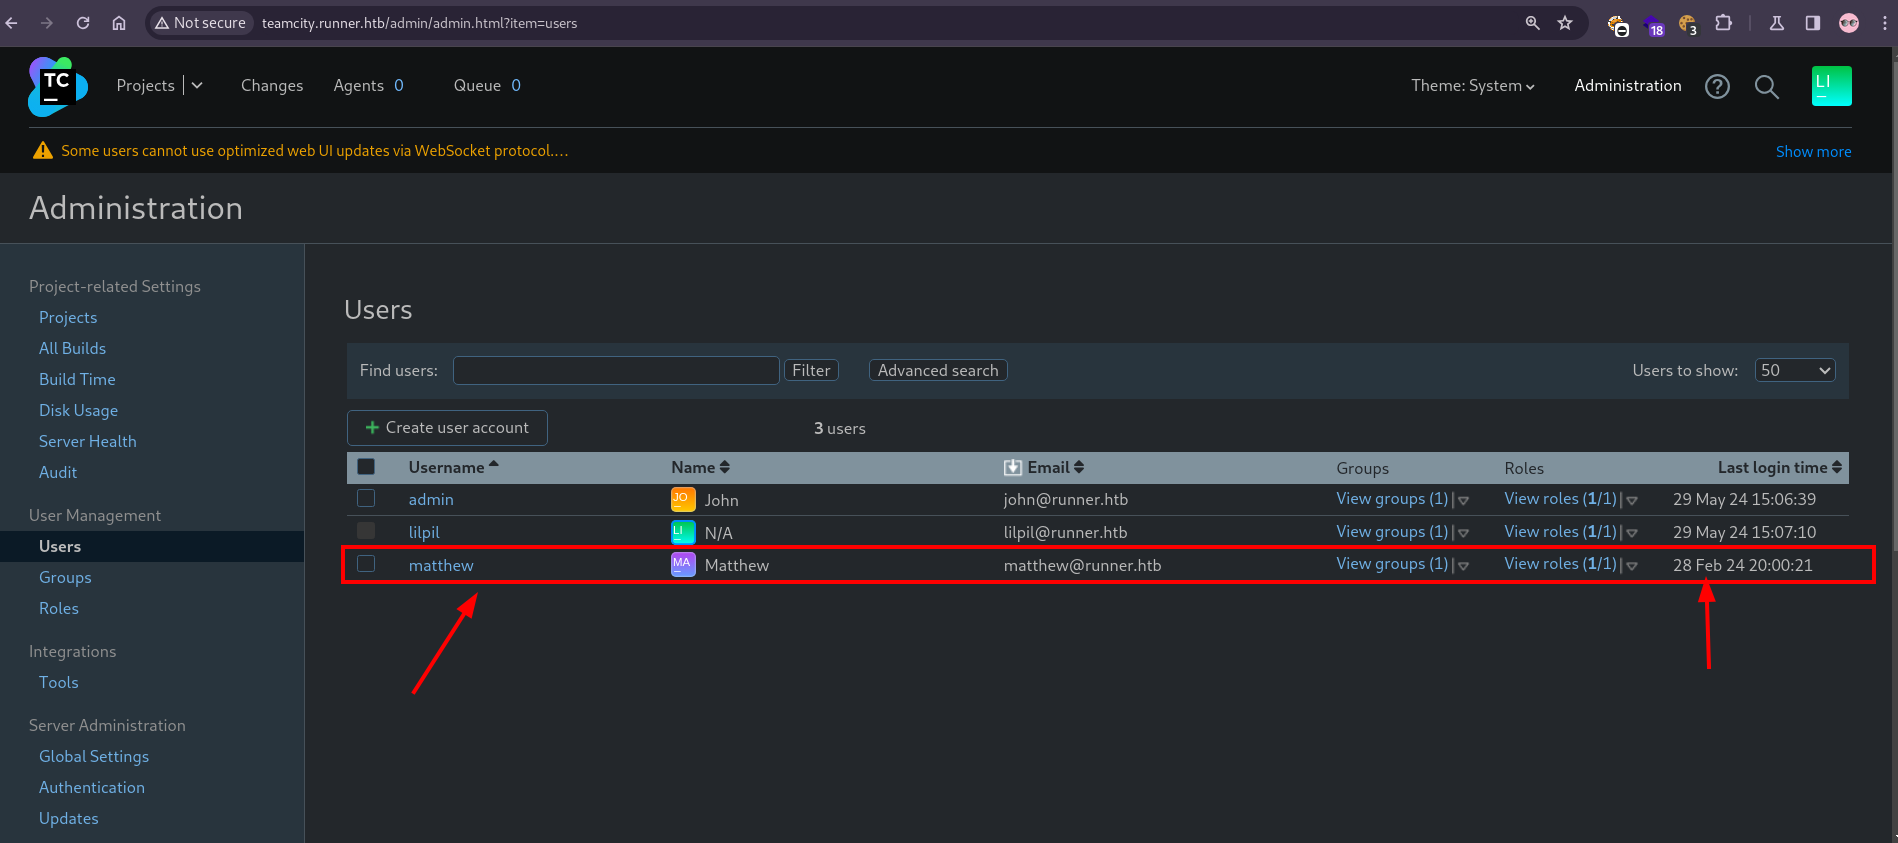 Not secure teamcity.runner.htb/admin/admin.html?item=users 18 3
TC Projects Changes Agents 0 Queue 0 Theme: System Administration ? LI
Some users cannot use optimized web UI updates via WebSocket protocol.... Show more
Administration
Project-related Settings
Projects
All Builds
Build Time
Disk Usage
Server Health
Audit
User Management
Users
Groups
Roles
Integrations
Tools
Server Administration
Global Settings
Authentication
Updates
Users
Find users: Filter Advanced search Users to show: 50
+ Create user account 3 users
Username Name Email Groups Roles Last login time
admin JO John john@runner.htb View groups (1) View roles (1/1) 29 May 24 15:06:39
lilpil LI N/A lilpil@runner.htb View groups (1) View roles (1/1) 29 May 24 15:07:10
matthew MA Matthew matthew@runner.htb View groups (1) View roles (1/1) 28 Feb 24 20:00:21